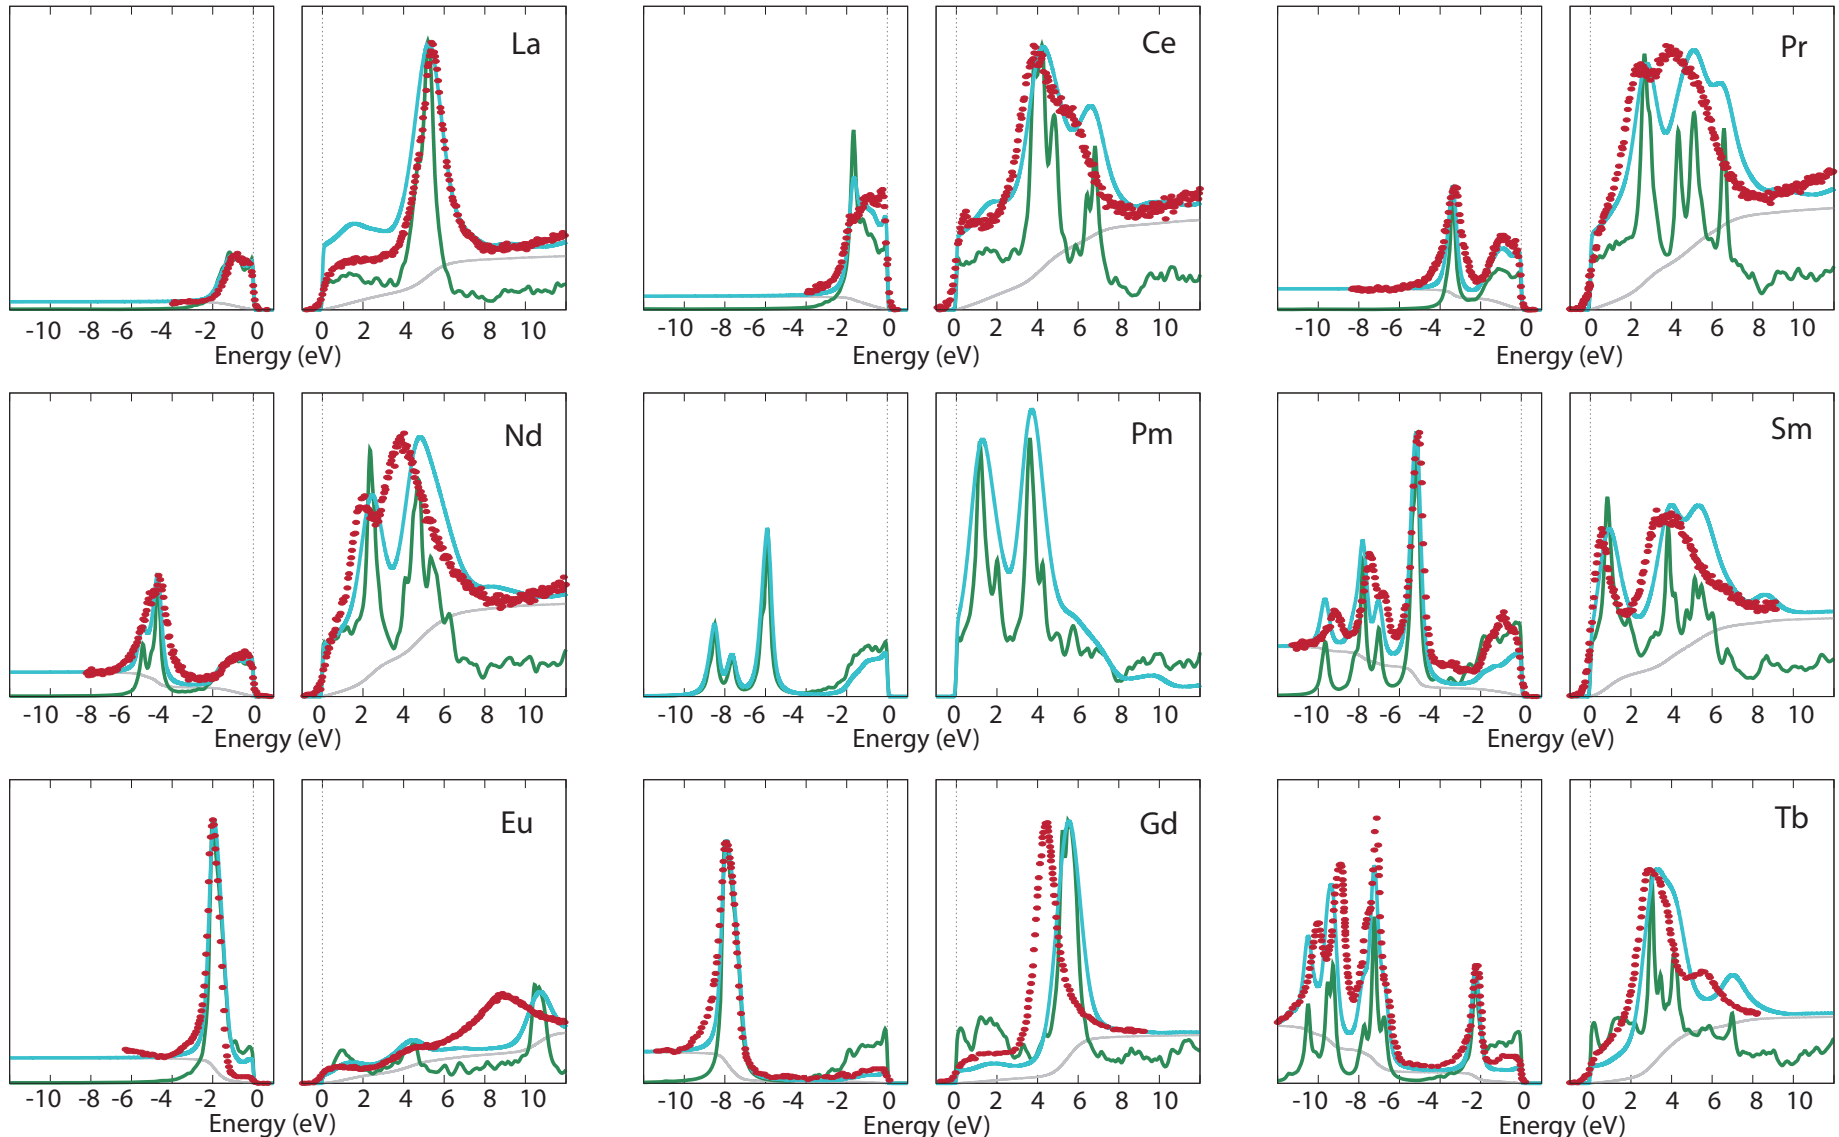 La
Ce
Pr
-10 -8 -6 -4 -2 0 0 2 4 6 8 10 -10 -8 -6 -4 -2 0 0 2 4 6 8 10 -10 -8 -6 -4 -2 0 0 2 4 6 8 10
Energy (eV) Energy (eV) Energy (eV)
Nd
Pm
Sm
-10 -8 -6 -4 -2 0 0 2 4 6 8 10 -10 -8 -6 -4 -2 0 0 2 4 6 8 10 -10 -8 -6 -4 -2 0 0 2 4 6 8 10
Energy (eV) Energy (eV) Energy (eV)
Eu
Gd
Tb
-10 -8 -6 -4 -2 0 0 2 4 6 8 10 -10 -8 -6 -4 -2 0 0 2 4 6 8 10 -10 -8 -6 -4 -2 0 0 2 4 6 8 10
Energy (eV) Energy (eV) Energy (eV)